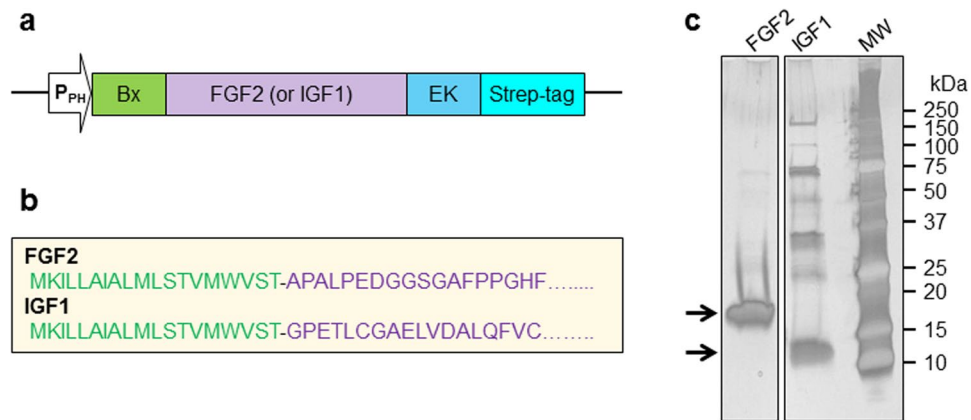 a
P PH Bx FGF2 (or IGF1) EK Strep-tag
b
FGF2
MKILLAIALMLSTVMWVST-APALPEDGGSGAFPPGHF….....
IGF1
MKILLAIALMLSTVMWVST-GPETLCGAELVDALQFVC……..
c
FGF2 IGF1 MW
kDa
250
150
100
75
50
37
25
20
15
10